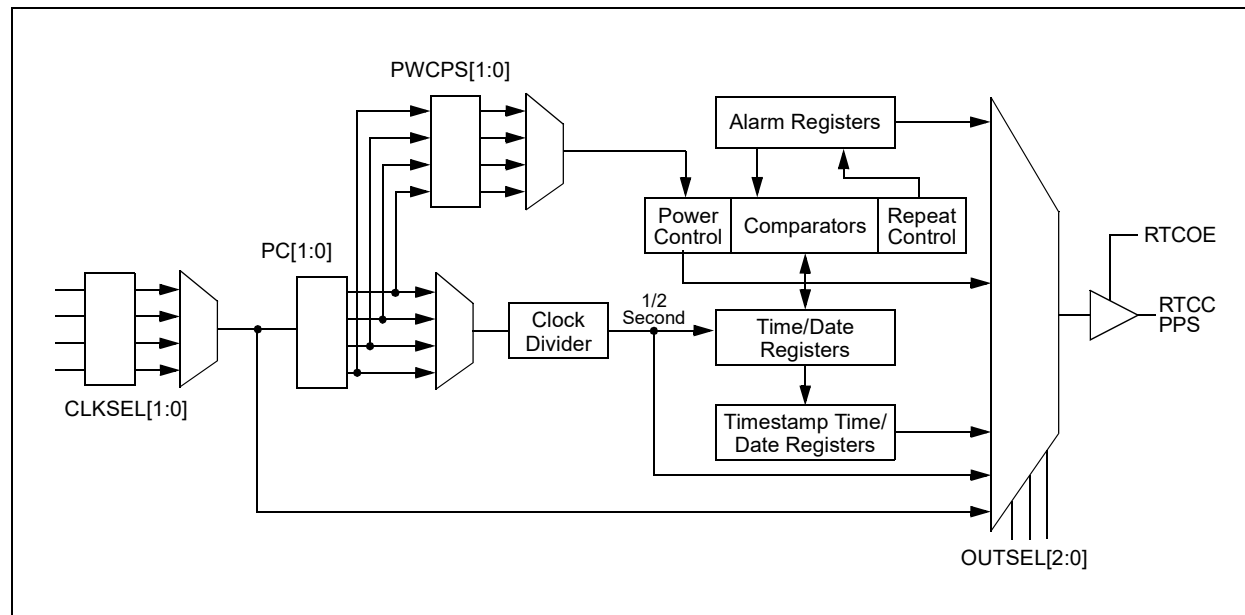 PWCPS[1:0]
Alarm Registers
Power
Control
Comparators
Repeat
Control
RTCOE
PC[1:0]
1/2
Second
Clock
Divider
Time/Date
Registers
RTCC
PPS
CLKSEL[1:0]
Timestamp Time/
Date Registers
OUTSEL[2:0]